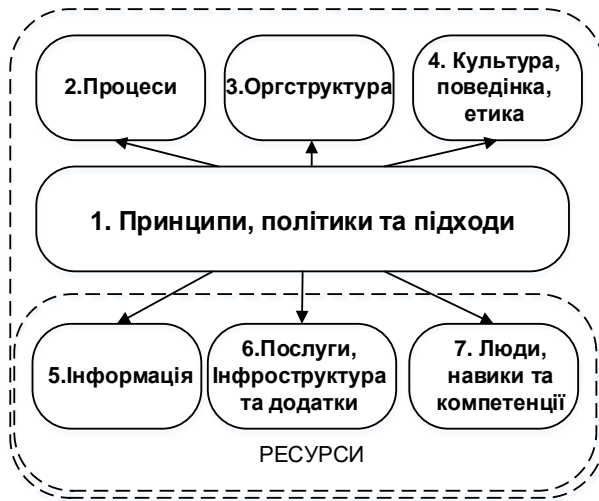 2.Процеси
3.Оргструктура
4. Культура,
поведінка,
етика
1. Принципи, політики та підходи
5.Інформація
6.Послуги,
Інфроструктура
та додатки
7. Люди,
навики та
компетенції
РЕСУРСИ